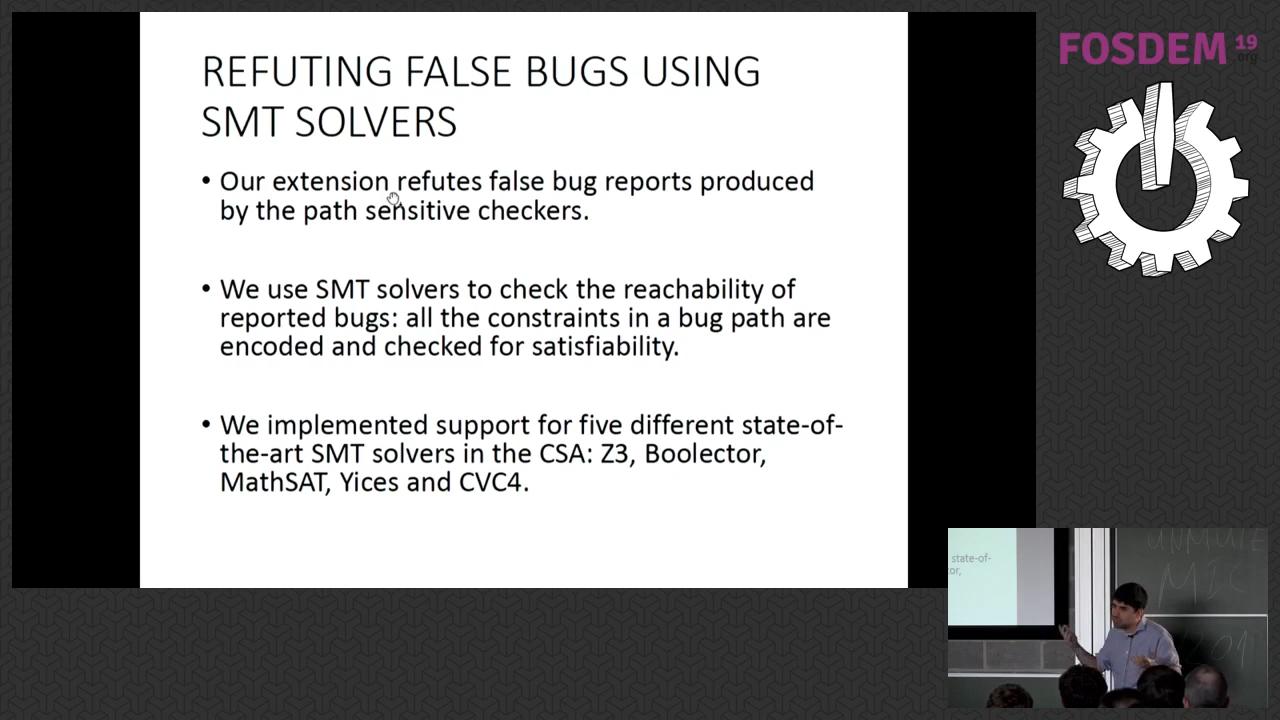 REFUTING FALSE BUGS USING
SMT SOLVERS
• Our extension refutes false bug reports produced
by the path sensitive checkers.
• We use SMT solvers to check the reachability of
reported bugs: all the constraints in a bug path are
encoded and checked for satisfiability.
• We implemented support for five different state-of-
the-art SMT solvers in the CSA: Z3, Boolector,
MathSAT, Yices and CVC4.
FOSDEM 19
.org
state-of-
or,
UNMUTE
MIC